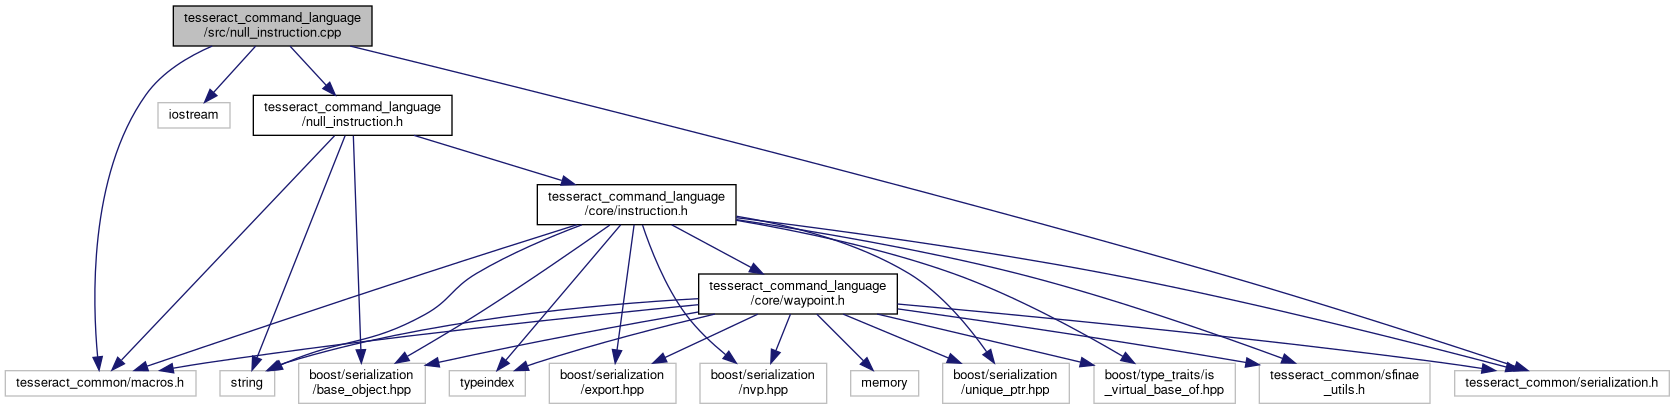 tesseract_command_language
/src/null_instruction.cpp
iostream
tesseract_command_language
/null_instruction.h
tesseract_command_language
/core/instruction.h
tesseract_command_language
/core/waypoint.h
tesseract_common/macros.h
string
boost/serialization
/base_object.hpp
typeindex
boost/serialization
/export.hpp
boost/serialization
/nvp.hpp
memory
boost/serialization
/unique_ptr.hpp
boost/type_traits/is
_virtual_base_of.hpp
tesseract_common/sfinae
_utils.h
tesseract_common/serialization.h